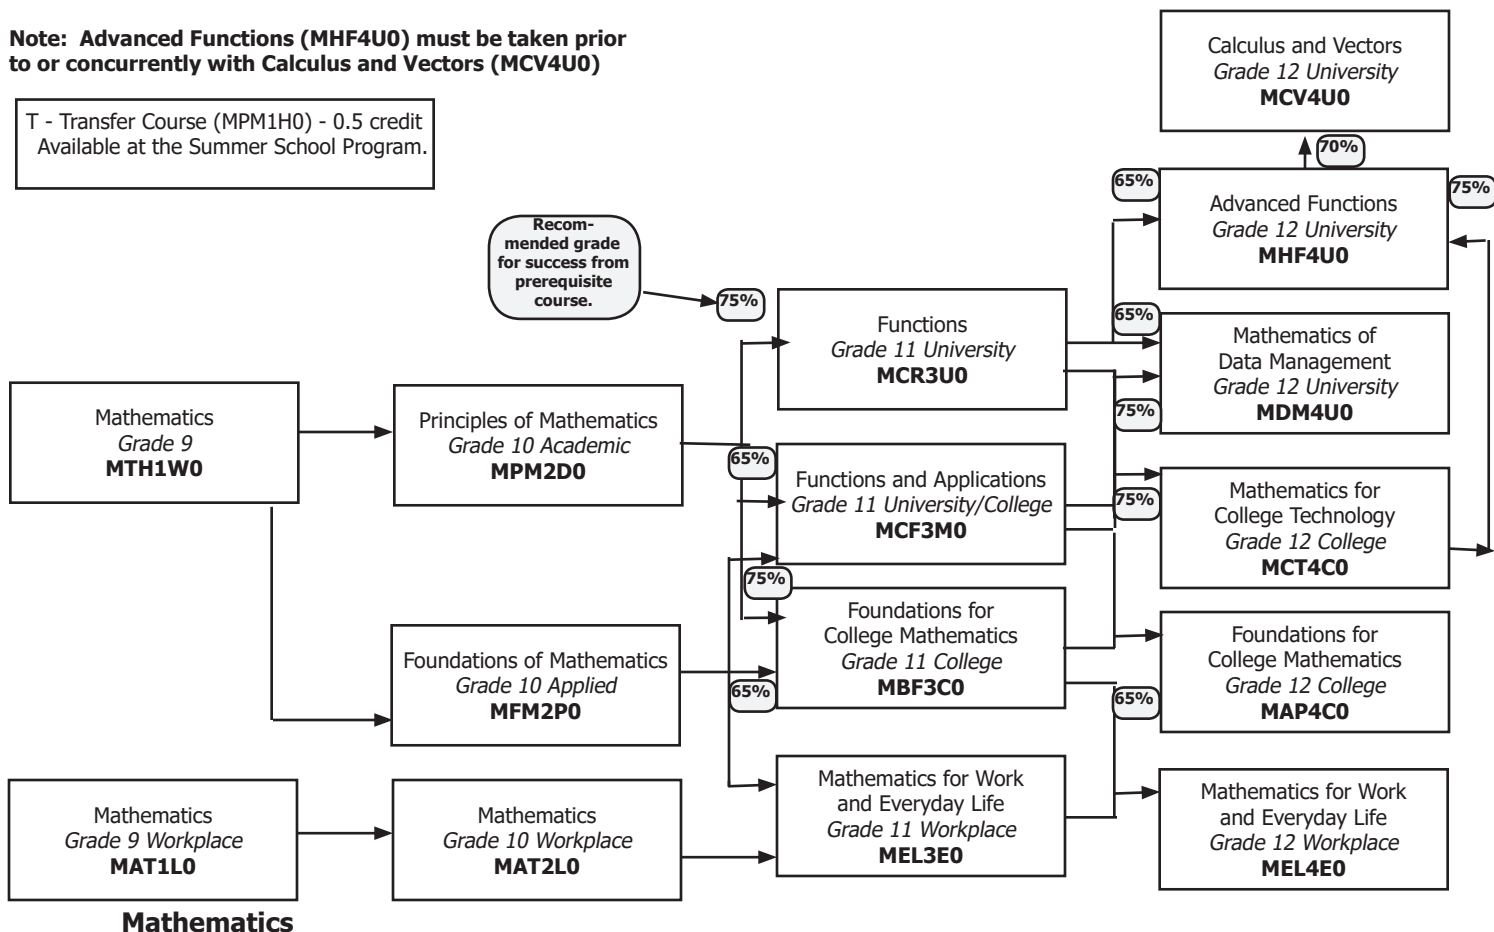 Note: Advanced Functions (MHF4U0) must be taken prior
to or concurrently with Calculus and Vectors (MCV4U0)
T - Transfer Course (MPM1H0) - 0.5 credit
Available at the Summer School Program.
Recom-
mended grade
for success from
prerequisite
course.
Mathematics
Grade 9
MTH1W0
Mathematics
Grade 9 Workplace
MAT1L0
Principles of Mathematics
Grade 10 Academic
MPM2D0
Foundations of Mathematics
Grade 10 Applied
MFM2P0
Mathematics
Grade 10 Workplace
MAT2L0
75%
Functions
Grade 11 University
MCR3U0
65%
Functions and Applications
Grade 11 University/College
MCF3M0
75%
Foundations for
College Mathematics
Grade 11 College
MBF3C0
65%
Mathematics for Work
and Everyday Life
Grade 11 Workplace
MEL3E0
Calculus and Vectors
Grade 12 University
MCV4U0
70%
65%
75%
Advanced Functions
Grade 12 University
MHF4U0
65%
Mathematics of
Data Management
Grade 12 University
MDM4U0
75%
75%
Mathematics for
College Technology
Grade 12 College
MCT4C0
Foundations for
College Mathematics
Grade 12 College
MAP4C0
65%
Mathematics for Work
and Everyday Life
Grade 12 Workplace
MEL4E0
Mathematics